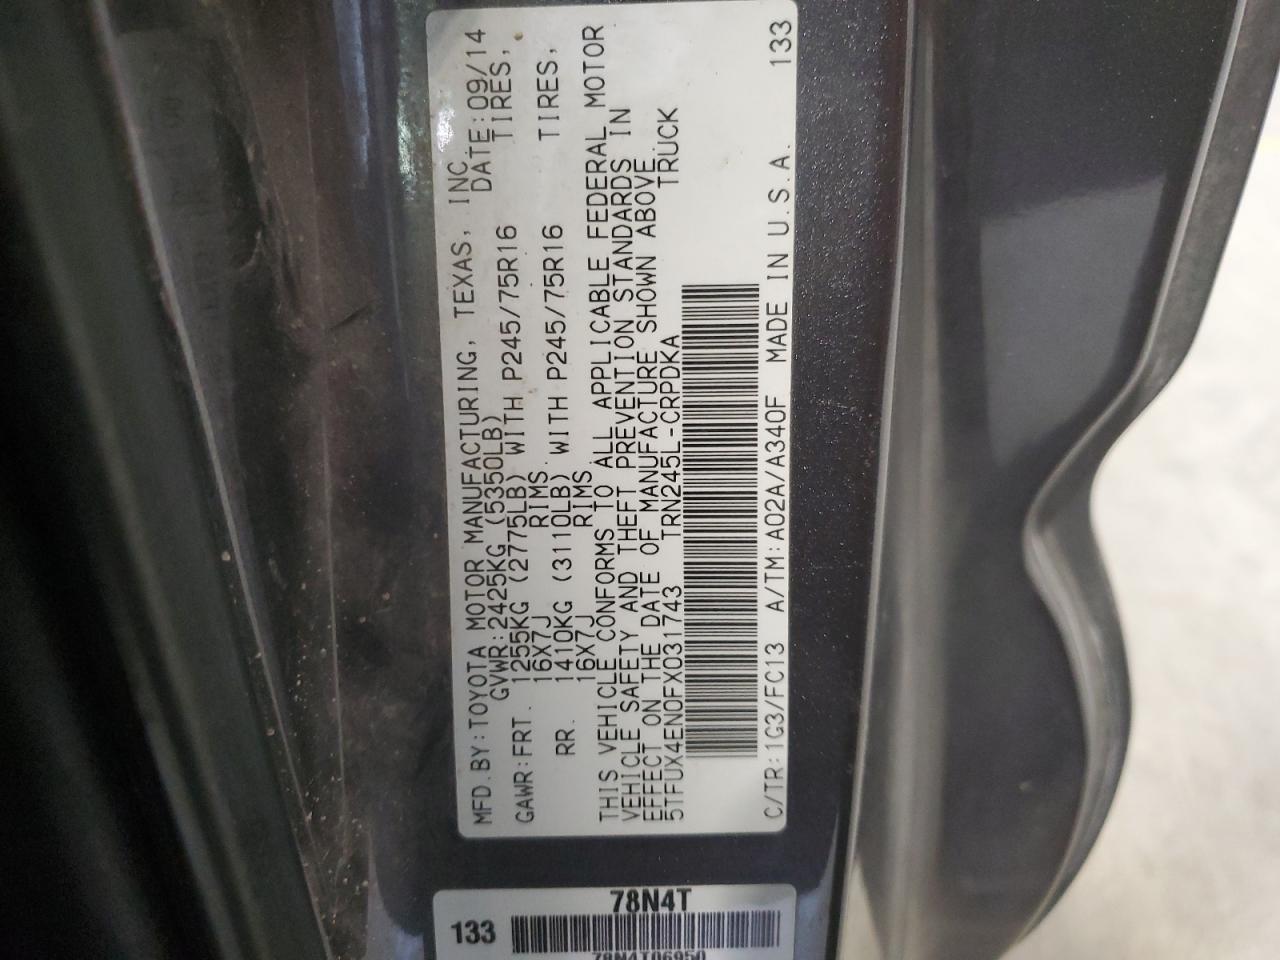 MFD.BY:TOYOTA MOTOR MANUFACTURING, TEXAS, INC.
GVWR:2425KG (5350LB) DATE:09/14
GAWR:FRT. 1255KG (2775LB) WITH P245/75R16 TIRES,
16X7J RIMS.
RR. 1410KG (3110LB) WITH P245/75R16 TIRES,
16X7J RIMS.
THIS VEHICLE CONFORMS TO ALL APPLICABLE FEDERAL MOTOR
VEHICLE SAFETY AND THEFT PREVENTION STANDARDS IN
EFFECT ON THE DATE OF MANUFACTURE SHOWN ABOVE.
5TFUX4EN0FX031743 TRN245L-CRPDKA TRUCK
C/TR:1G3/FC13 A/TM:A02A/A340F MADE IN U.S.A. 133
78N4T
133
78N4T06950